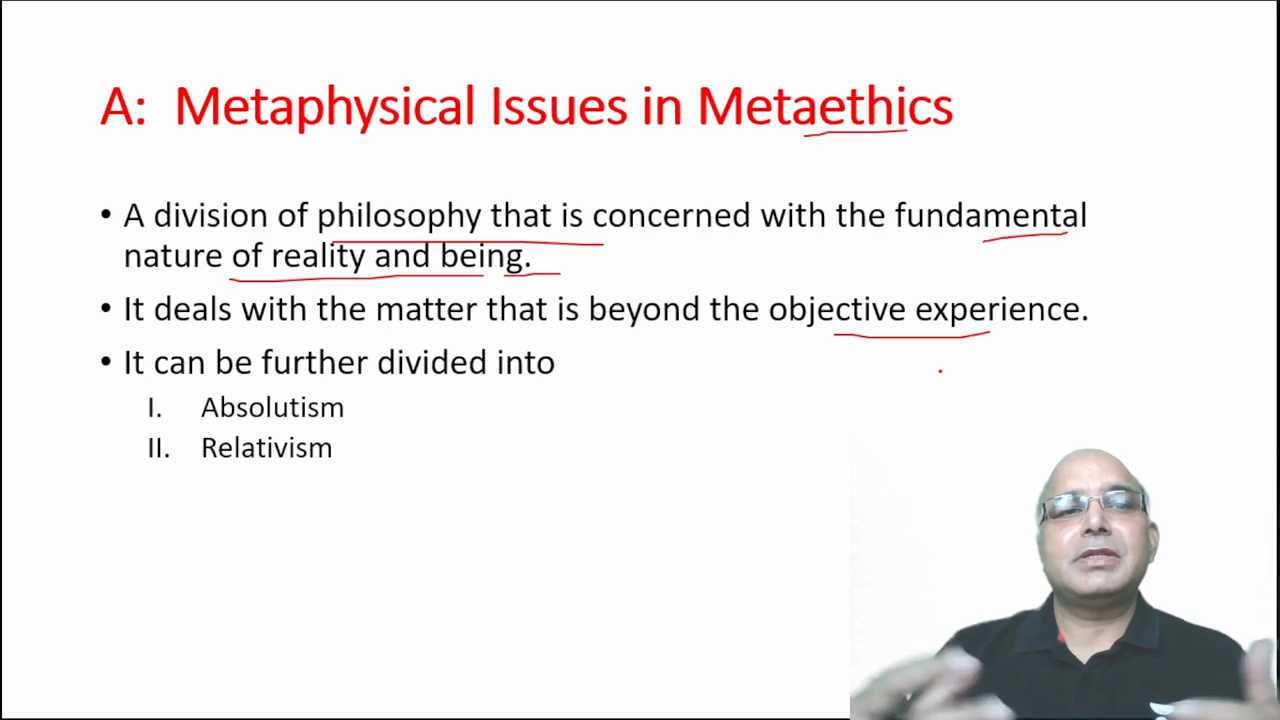 A: Metaphysical Issues in Metaethics
• A division of philosophy that is concerned with the fundamental
nature of reality and being.
• It deals with the matter that is beyond the objective experience.
• It can be further divided into
I. Absolutism
II. Relativism